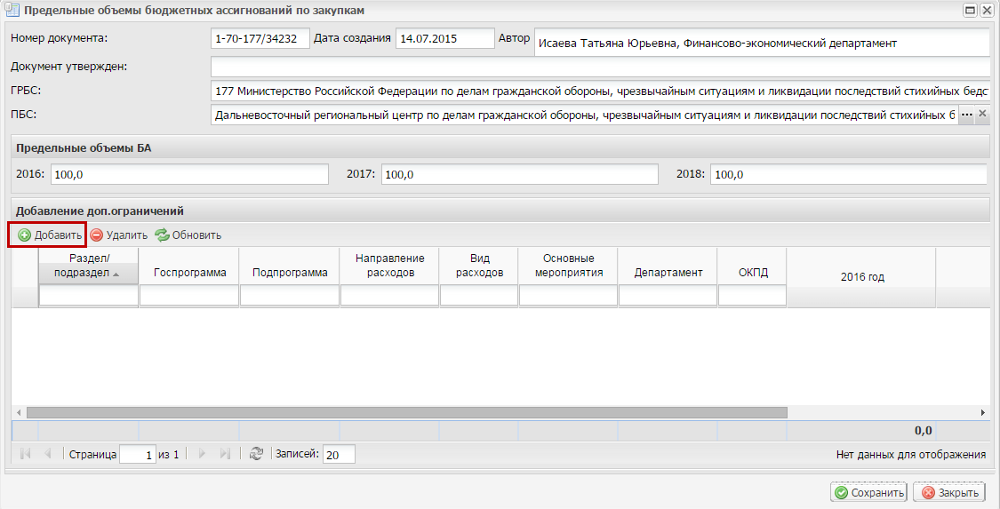 Предельные объемы бюджетных ассигнований по закупкам
Номер документа: 1-70-177/34232 Дата создания 14.07.2015 Автор Исаева Татьяна Юрьевна, Финансово-экономический департамент
Документ утвержден:
ГРБС: 177 Министерство Российской Федерации по делам гражданской обороны, чрезвычайным ситуациям и ликвидации последствий стихийных бедст
ПБС: Дальневосточный региональный центр по делам гражданской обороны, чрезвычайным ситуациям и ликвидации последствий стихийных б ...
Предельные объемы БА
2016: 100,0 2017: 100,0 2018: 100,0
Добавление доп.ограничений
Добавить Удалить Обновить
Раздел/ подраздел Госпрограмма Подпрограмма Направление расходов Вид расходов Основные мероприятия Департамент ОКПД 2016 год
0,0
Страница 1 из 1 Записей: 20 Нет данных для отображения
Сохранить Закрыть